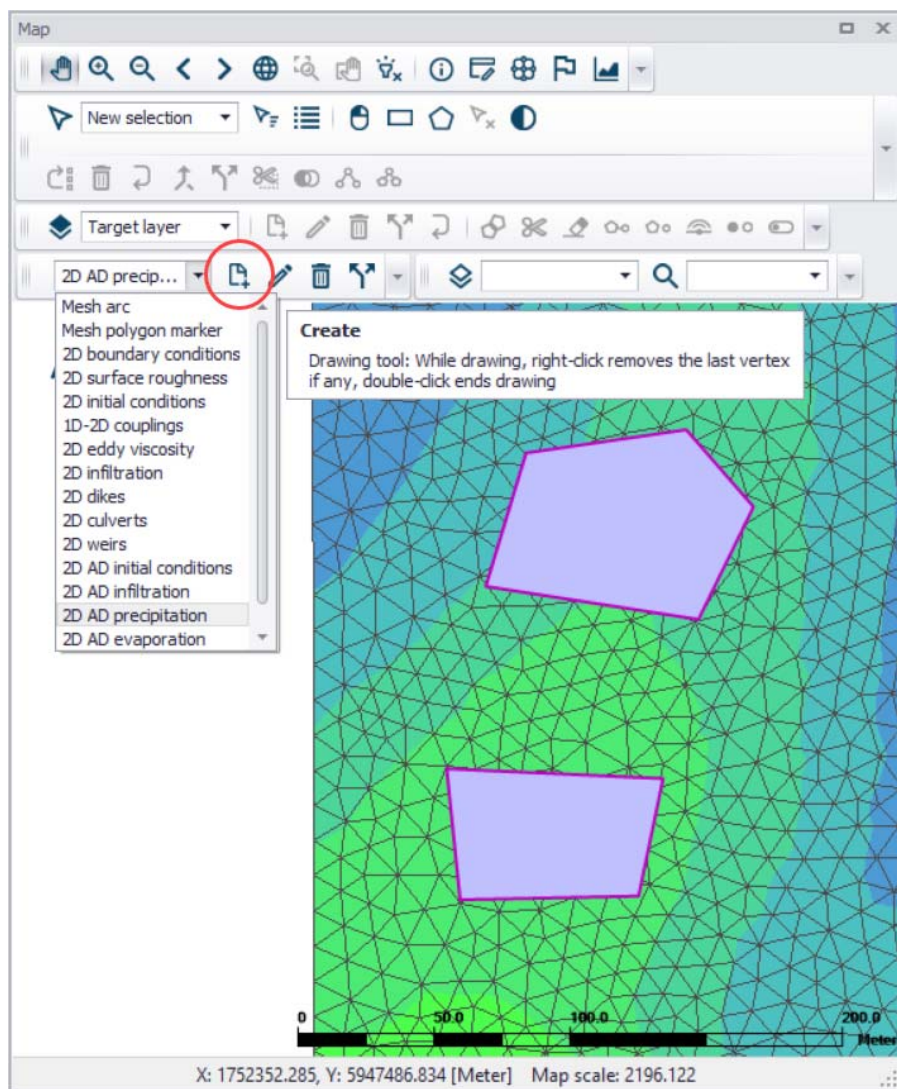 Map
New selection
Target layer
2D AD precip...
Mesh arc
Mesh polygon marker
2D boundary conditions
2D surface roughness
2D initial conditions
1D-2D couplings
2D eddy viscosity
2D infiltration
2D dikes
2D culverts
2D weirs
2D AD initial conditions
2D AD infiltration
2D AD precipitation
2D AD evaporation
Create
Drawing tool: While drawing, right-click removes the last vertex
if any, double-click ends drawing
0 50.0 100.0 200.0
Meter
X: 1752352.285, Y: 5947486.834 [Meter] Map scale: 2196.122